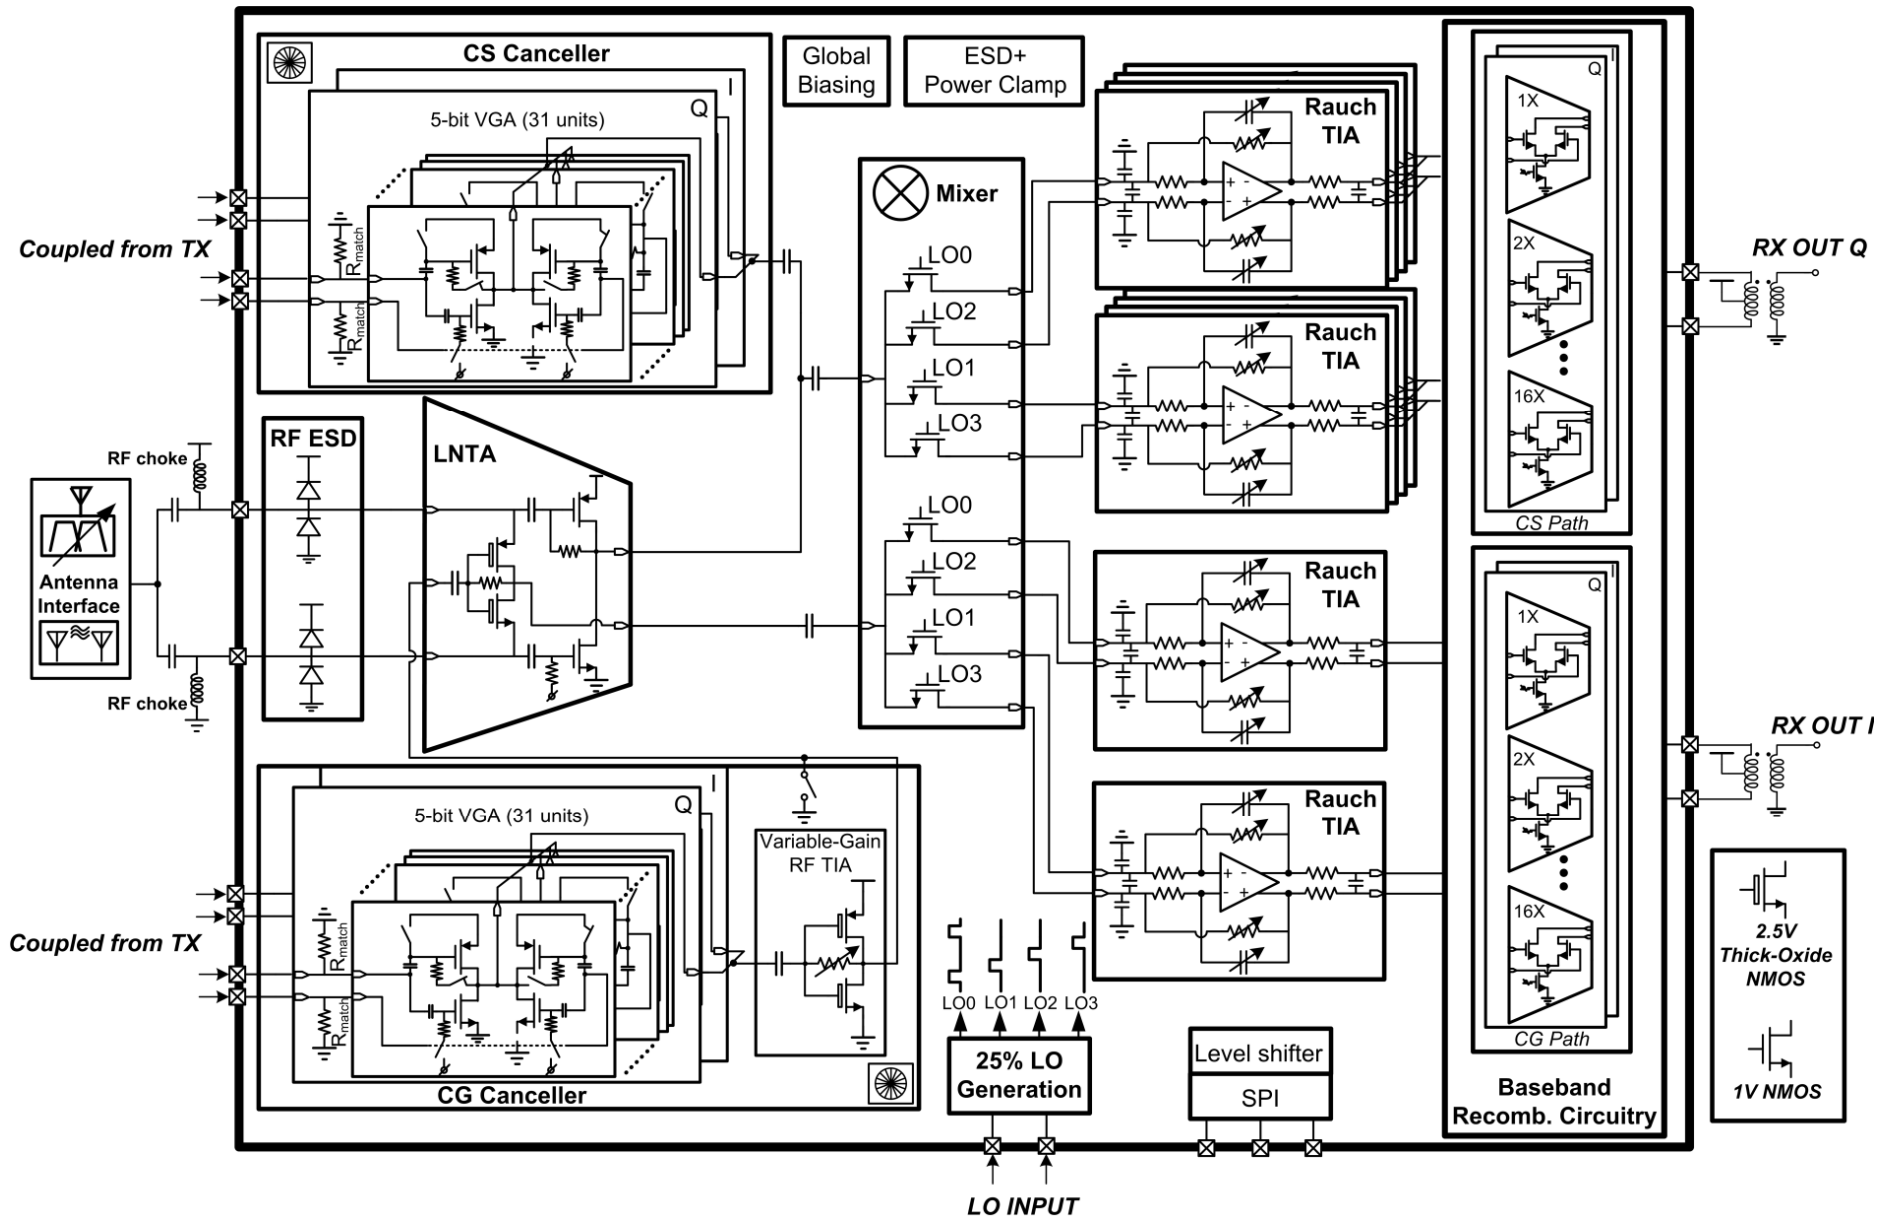 CS Canceller
I
Q
5-bit VGA (31 units)
Rmatch
Rmatch
Coupled from TX
Global
Biasing
ESD+
Power Clamp
Mixer
LO0
LO2
LO1
LO3
LO0
LO2
LO1
LO3
Rauch
TIA
Rauch
TIA
Rauch
TIA
Rauch
TIA
I
Q
1X
2X
16X
CS Path
I
Q
1X
2X
16X
CG Path
Baseband
Recomb. Circuitry
RX OUT Q
RX OUT I
RF choke
RF ESD
LNTA
Antenna
Interface
RF choke
I
Q
5-bit VGA (31 units)
Rmatch
Rmatch
Coupled from TX
CG Canceller
Variable-Gain
RF TIA
LO0 LO1 LO2 LO3
25% LO
Generation
LO INPUT
Level shifter
SPI
2.5V
Thick-Oxide
NMOS
1V NMOS